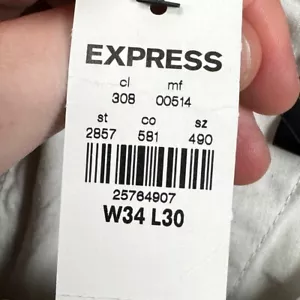 EXPRESS
cl mf
308 00514
st co sz
2857 581 490
25764907
W34 L30